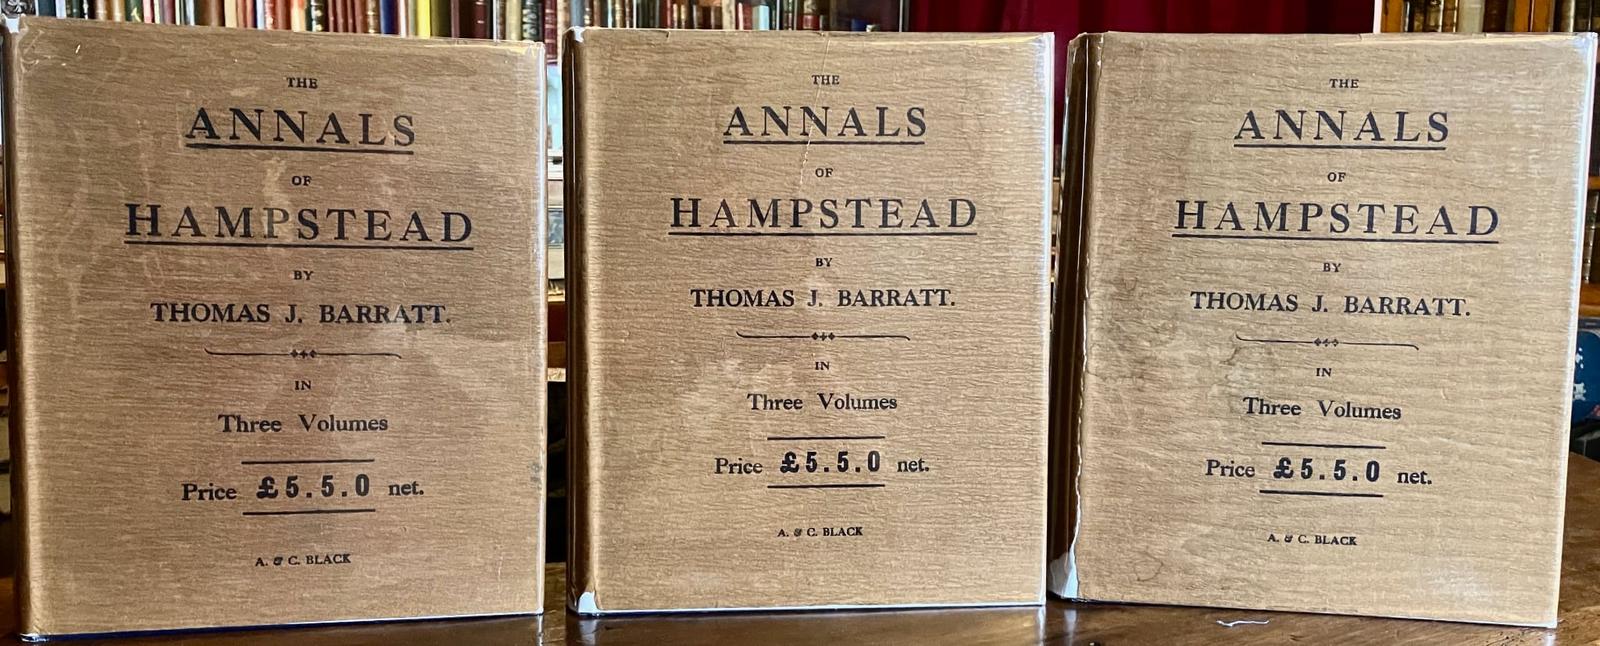 THE
ANNALS
OF
HAMPSTEAD
BY
THOMAS J. BARRATT.
IN
Three Volumes
Price £5.5.0 net.
A. & C. BLACK
THE
ANNALS
OF
HAMPSTEAD
BY
THOMAS J. BARRATT.
IN
Three Volumes
Price £5.5.0 net.
A. & C. BLACK
THE
ANNALS
OF
HAMPSTEAD
BY
THOMAS J. BARRATT.
IN
Three Volumes
Price £5.5.0 net.
A. & C. BLACK